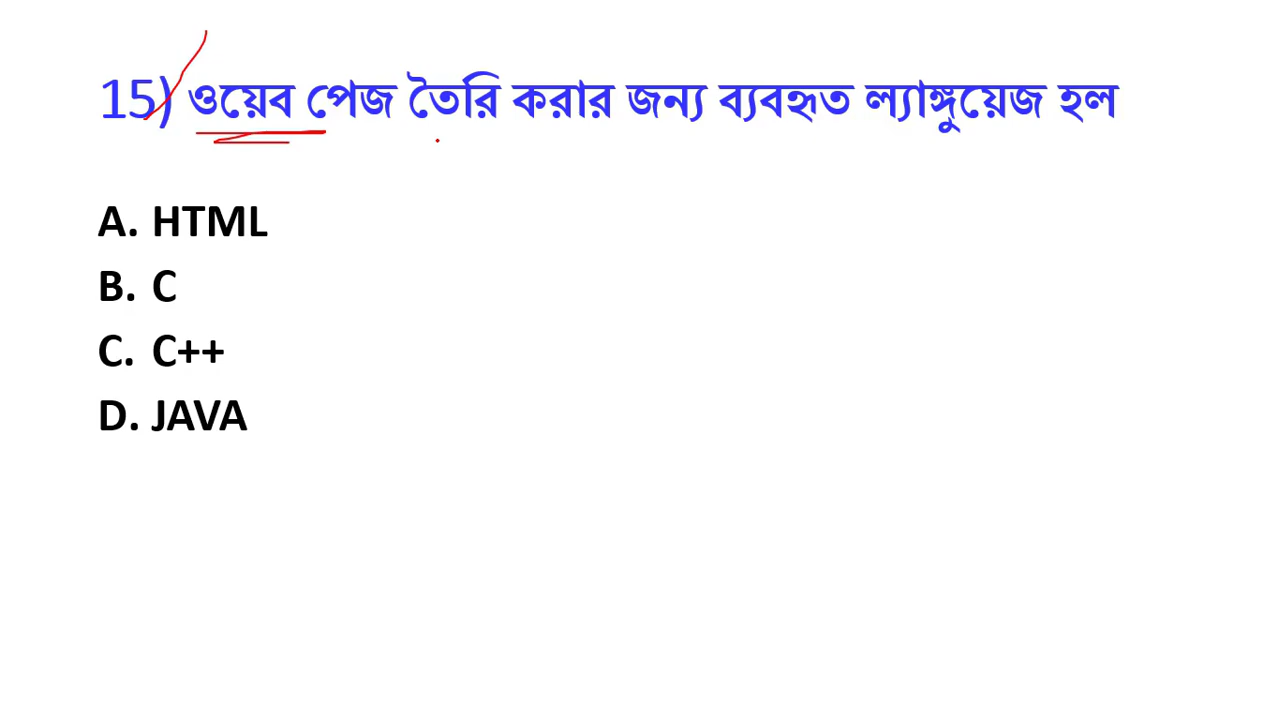 15) ওয়েব পেজ তৈরি করার জন্য ব্যবহৃত ল্যাঙ্গুয়েজ হল
A. HTML
B. C
C. C++
D. JAVA